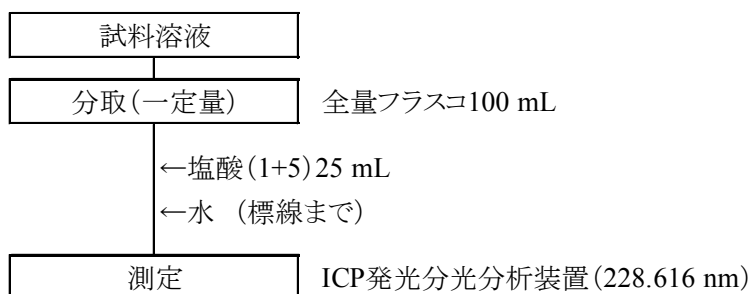 試料溶液
分取(一定量) 全量フラスコ100 mL
←塩酸(1+5)25 mL
←水 (標線まで)
測定 ICP発光分光分析装置(228.616 nm)